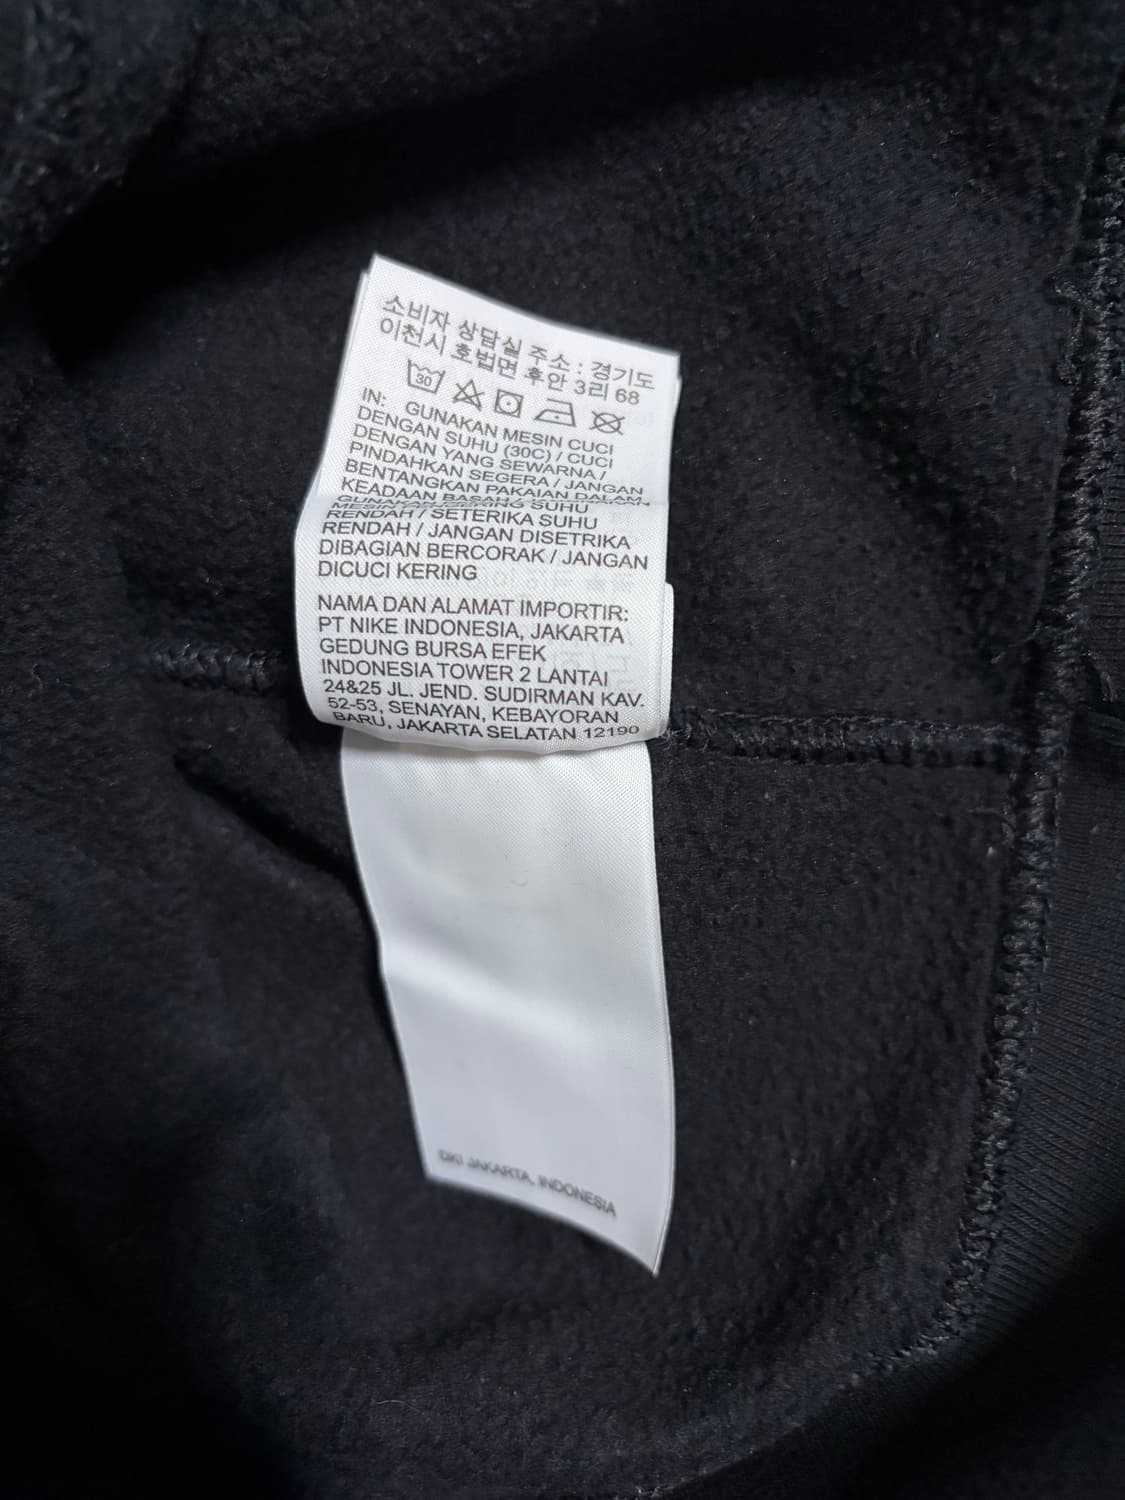 소비자 상담실 주소 : 경기도
이천시 호법면 후안 3리 68
30
IN: GUNAKAN MESIN CUCI
DENGAN SUHU (30C) / CUCI
DENGAN YANG SEWARNA /
PINDAHKAN SEGERA / JANGAN
BENTANGKAN PAKAIAN DALAM
KEADAAN BASAH / GUNAKAN
MESIN PENGERING SUHU
RENDAH / SETERIKA SUHU
RENDAH / JANGAN DISETRIKA
DIBAGIAN BERCORAK / JANGAN
DICUCI KERING
NAMA DAN ALAMAT IMPORTIR:
PT NIKE INDONESIA, JAKARTA
GEDUNG BURSA EFEK
INDONESIA TOWER 2 LANTAI
24&25 JL. JEND. SUDIRMAN KAV.
52-53, SENAYAN, KEBAYORAN
BARU, JAKARTA SELATAN 12190
DKI JAKARTA, INDONESIA